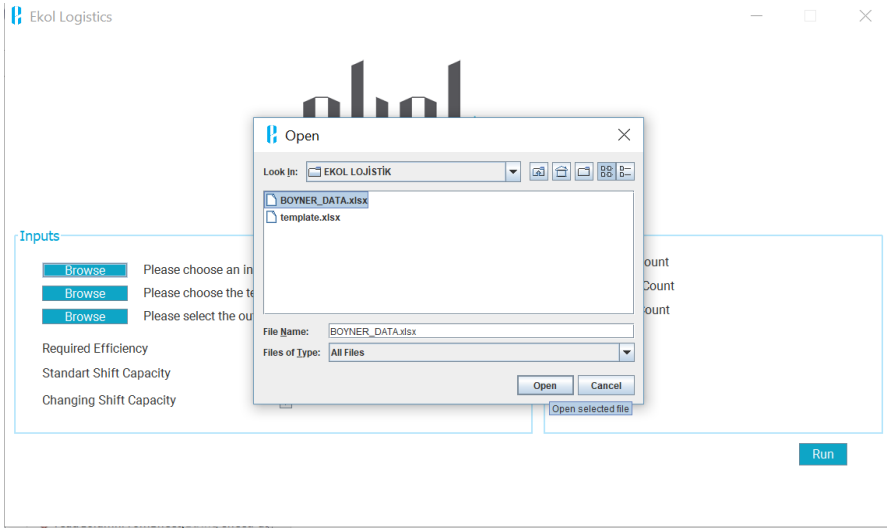 Ekol Logistics
Open
Look In: EKOL LOJİSTİK
BOYNER_DATA.xlsx
template.xlsx
File Name: BOYNER_DATA.xlsx
Files of Type: All Files
Open Cancel
Open selected file
Inputs
Browse Please choose an in
Browse Please choose the te
Browse Please select the ou
Required Efficiency
Standart Shift Capacity
Changing Shift Capacity
ount
Count
ount
Run